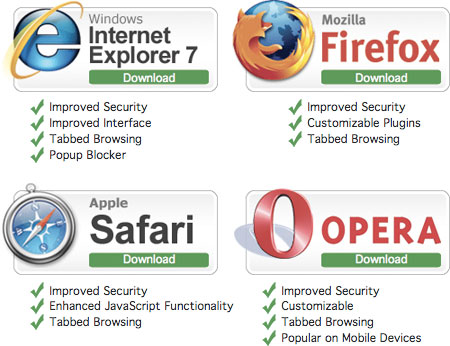 Windows
Internet
Explorer 7
Download
Improved Security
Improved Interface
Tabbed Browsing
Popup Blocker
Mozilla
Firefox
Download
Improved Security
Customizable Plugins
Tabbed Browsing
Apple
Safari
Download
Improved Security
Enhanced JavaScript Functionality
Tabbed Browsing
OPERA
Download
Improved Security
Customizable
Tabbed Browsing
Popular on Mobile Devices